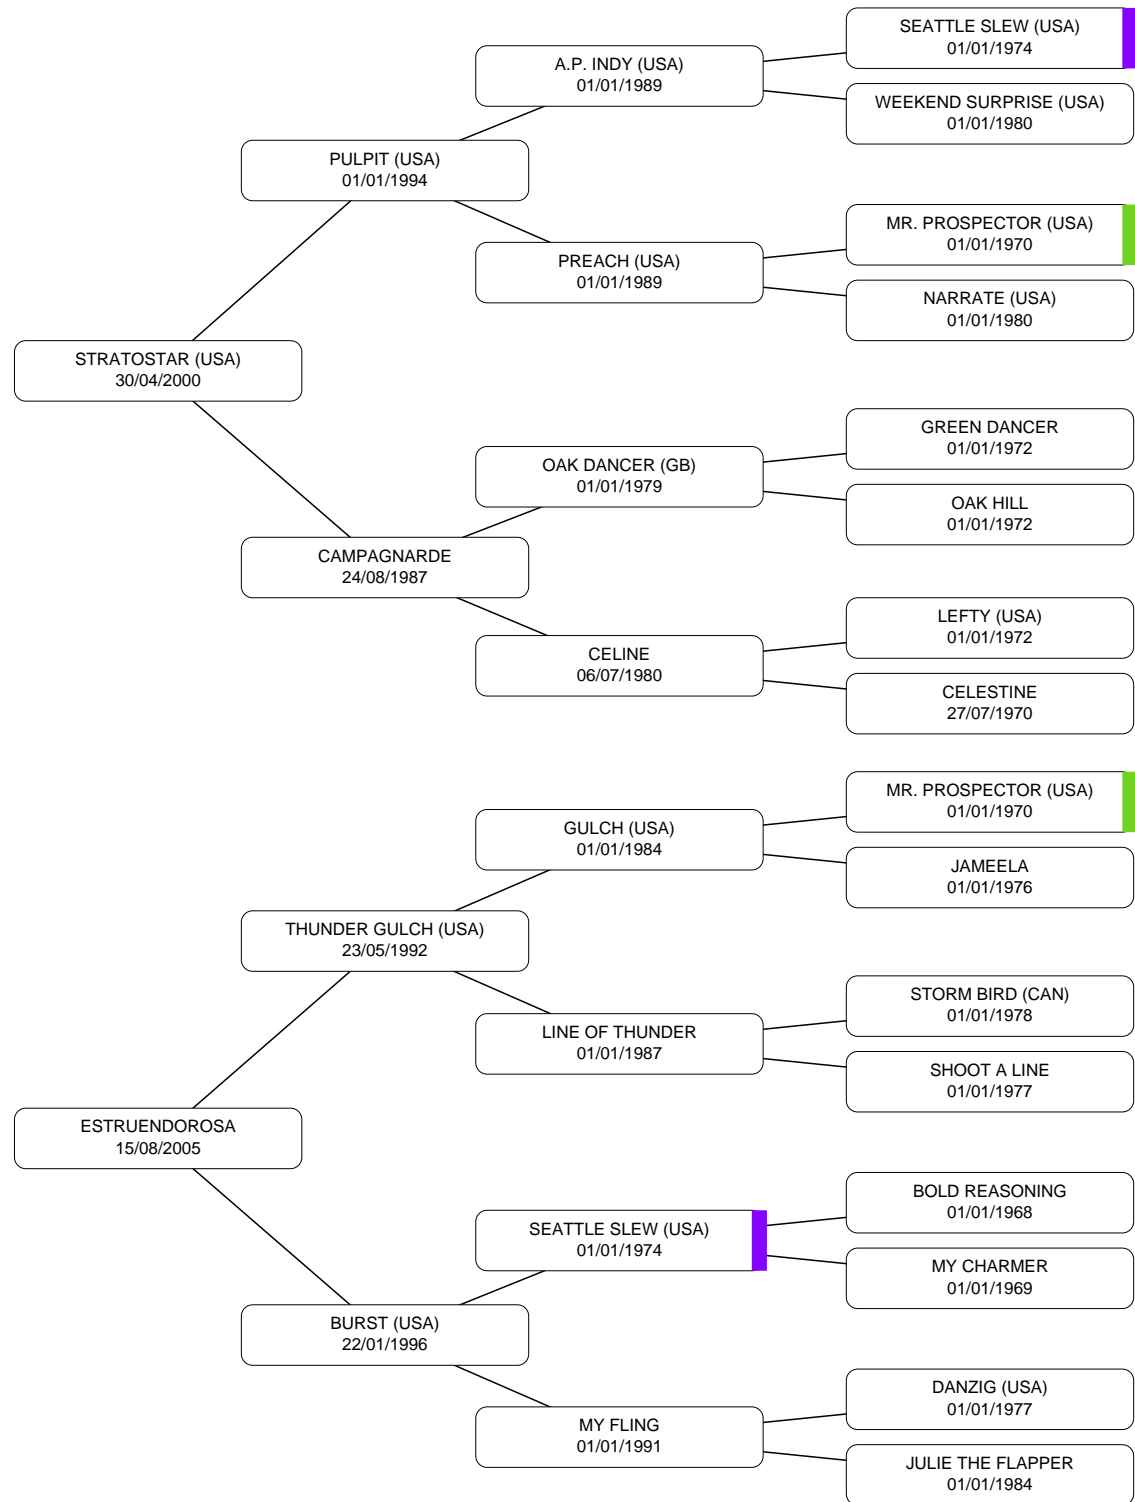 SEATTLE SLEW (USA)
01/01/1974
A.P. INDY (USA)
01/01/1989
WEEKEND SURPRISE (USA)
01/01/1980
PULPIT (USA)
01/01/1994
MR. PROSPECTOR (USA)
01/01/1970
PREACH (USA)
01/01/1989
NARRATE (USA)
01/01/1980
STRATOSTAR (USA)
30/04/2000
GREEN DANCER
01/01/1972
OAK DANCER (GB)
01/01/1979
OAK HILL
01/01/1972
CAMPAGNARDE
24/08/1987
LEFTY (USA)
01/01/1972
CELINE
06/07/1980
CELESTINE
27/07/1970
MR. PROSPECTOR (USA)
01/01/1970
GULCH (USA)
01/01/1984
JAMEELA
01/01/1976
THUNDER GULCH (USA)
23/05/1992
STORM BIRD (CAN)
01/01/1978
LINE OF THUNDER
01/01/1987
SHOOT A LINE
01/01/1977
ESTRUENDOROSA
15/08/2005
BOLD REASONING
01/01/1968
SEATTLE SLEW (USA)
01/01/1974
MY CHARMER
01/01/1969
BURST (USA)
22/01/1996
DANZIG (USA)
01/01/1977
MY FLING
01/01/1991
JULIE THE FLAPPER
01/01/1984